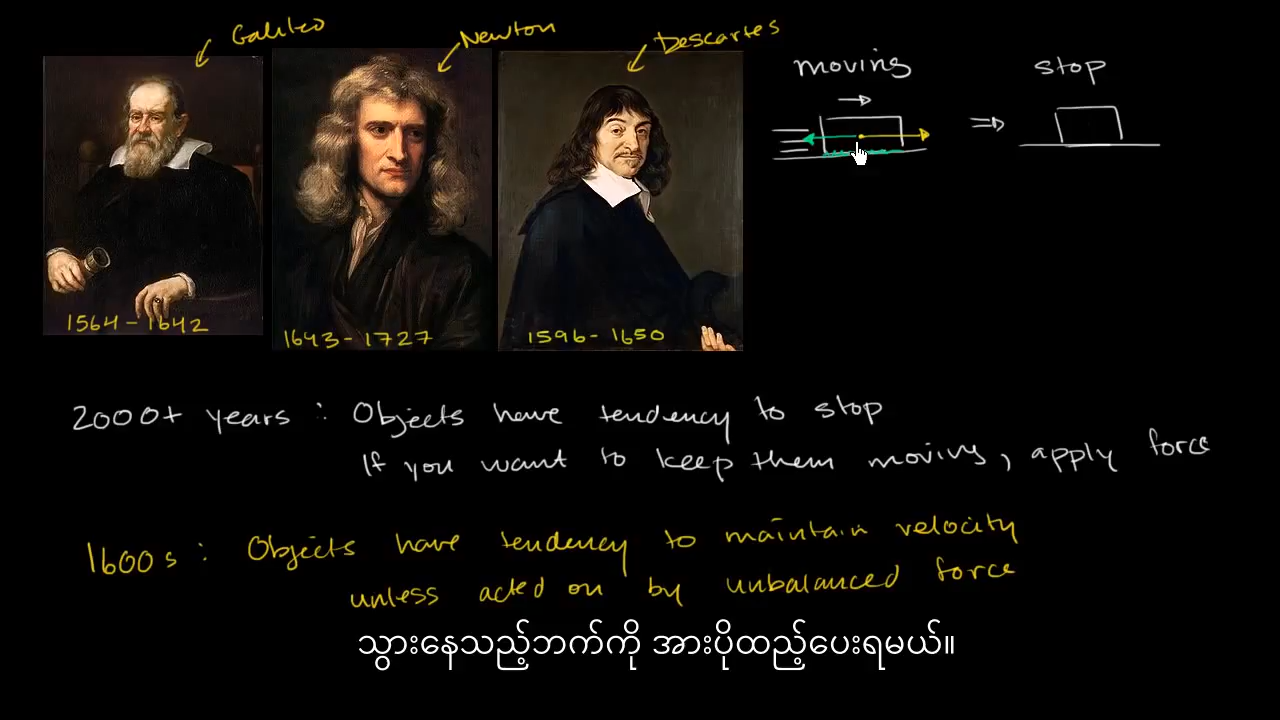 Galileo
Newton
Descartes
moving
stop
1564 - 1642
1643 - 1727
1596 - 1650
2000+ years : Objects have tendency to stop
If you want to keep them moving, apply force
1600s : Objects have tendency to maintain velocity
unless acted on by unbalanced force
သွားနေသည့်ဘက်ကို အားပိုထည့်ပေးရမယ်။